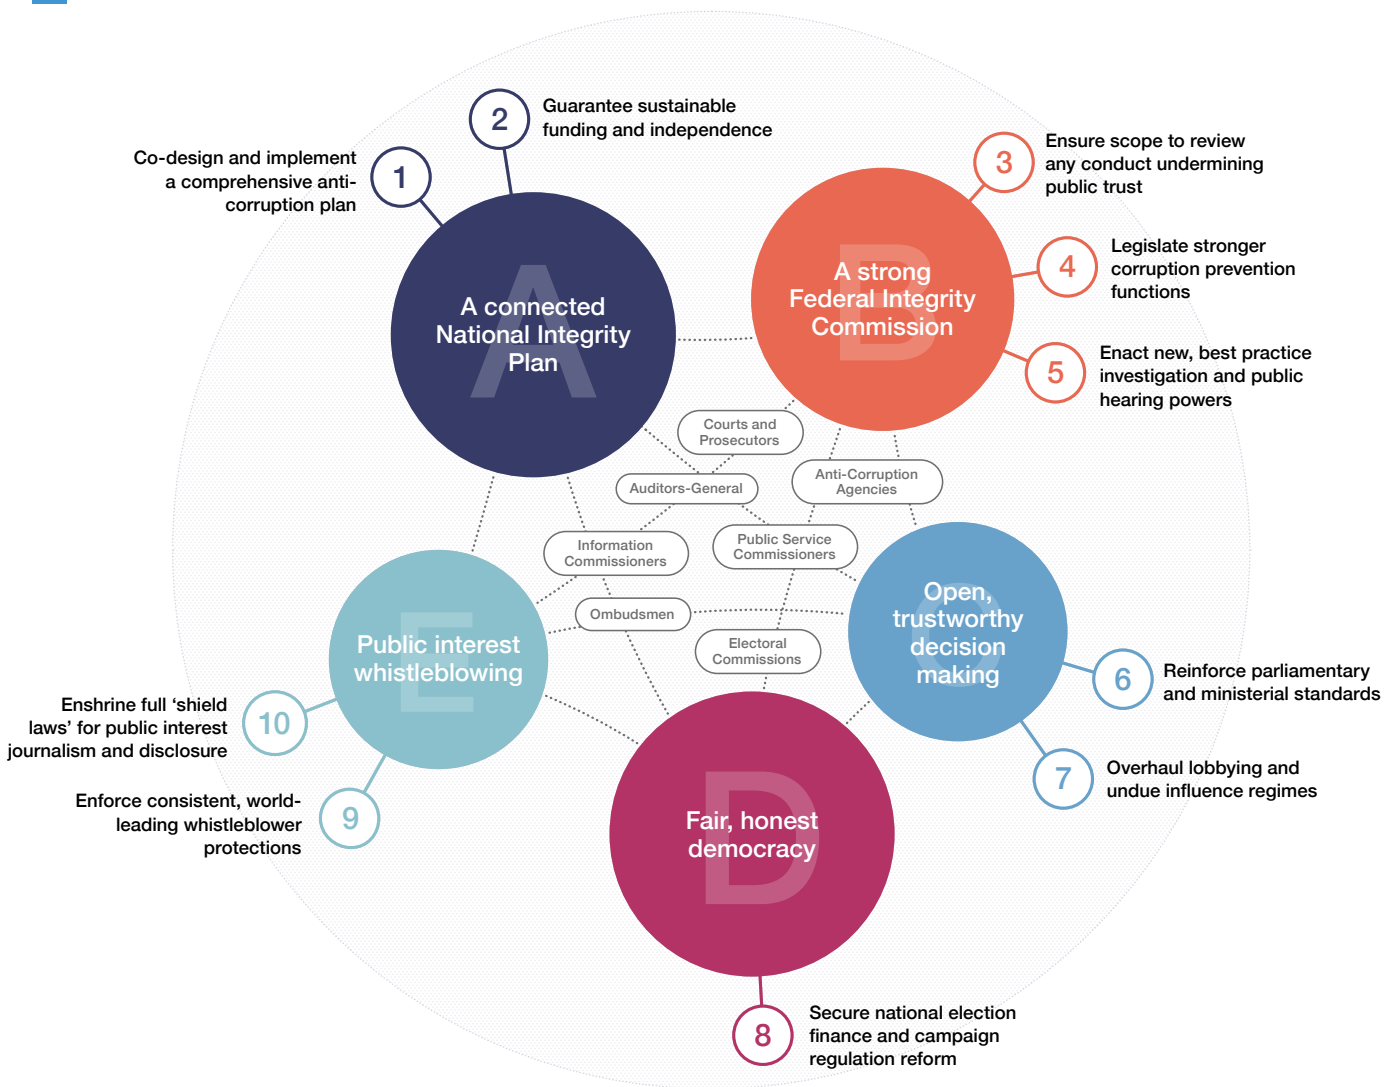 1
Co-design and implement
a comprehensive anti-
corruption plan
2
Guarantee sustainable
funding and independence
A
A connected
National Integrity
Plan
B
A strong
Federal Integrity
Commission
3
Ensure scope to review
any conduct undermining
public trust
4
Legislate stronger
corruption prevention
functions
5
Enact new, best practice
investigation and public
hearing powers
Courts and
Prosecutors
Auditors-General
Anti-Corruption
Agencies
Information
Commissioners
Public Service
Commissioners
Ombudsmen
Electoral
Commissions
C
Open,
trustworthy
decision
making
6
Reinforce parliamentary
and ministerial standards
7
Overhaul lobbying and
undue influence regimes
D
Fair, honest
democracy
8
Secure national election
finance and campaign
regulation reform
E
Public interest
whistleblowing
10
Enshrine full ‘shield
laws’ for public interest
journalism and disclosure
9
Enforce consistent, world-
leading whistleblower
protections